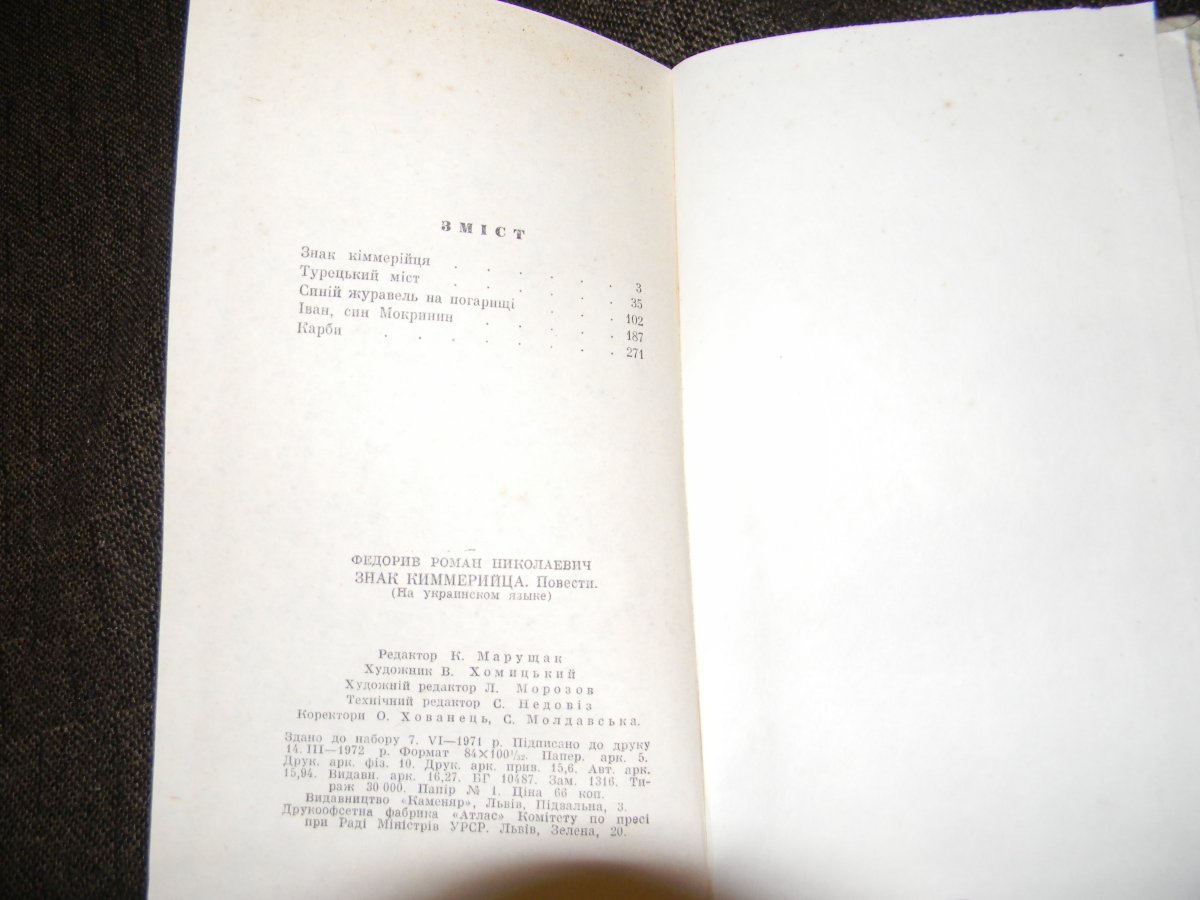 ЗМІСТ
Знак кіммерійця . . . . . . 3
Турецький міст . . . . . . 35
Синій журавель на погарищі . . . 102
Іван, син Мокринин . . . . . 187
Карби . . . . . . . . 271
ФЕДОРИВ РОМАН НИКОЛАЕВИЧ
ЗНАК КИММЕРИЙЦА. Повести.
(На украинском языке)
Редактор К. Марущак
Художник В. Хомицький
Художній редактор Л. Морозов
Технічний редактор С. Недовіз
Коректори О. Хованець, С. Молдавська.
Здано до набору 7. VI—1971 р. Підписано до друку
14. III—1972 р. Формат 84×100¹/₃₂. Папер. арк. 5.
Друк. арк. фіз. 10. Друк. арк. прив. 15,6. Авт. арк.
15,94. Видавн. арк. 16,27. БГ 10487. Зам. 1316. Ти-
раж 30 000. Папір № 1. Ціна 66 коп.
Видавництво «Каменяр», Львів, Підвальна, 3.
Друкоофсетна фабрика «Атлас» Комітету по пресі
при Раді Міністрів УРСР. Львів, Зелена, 20.